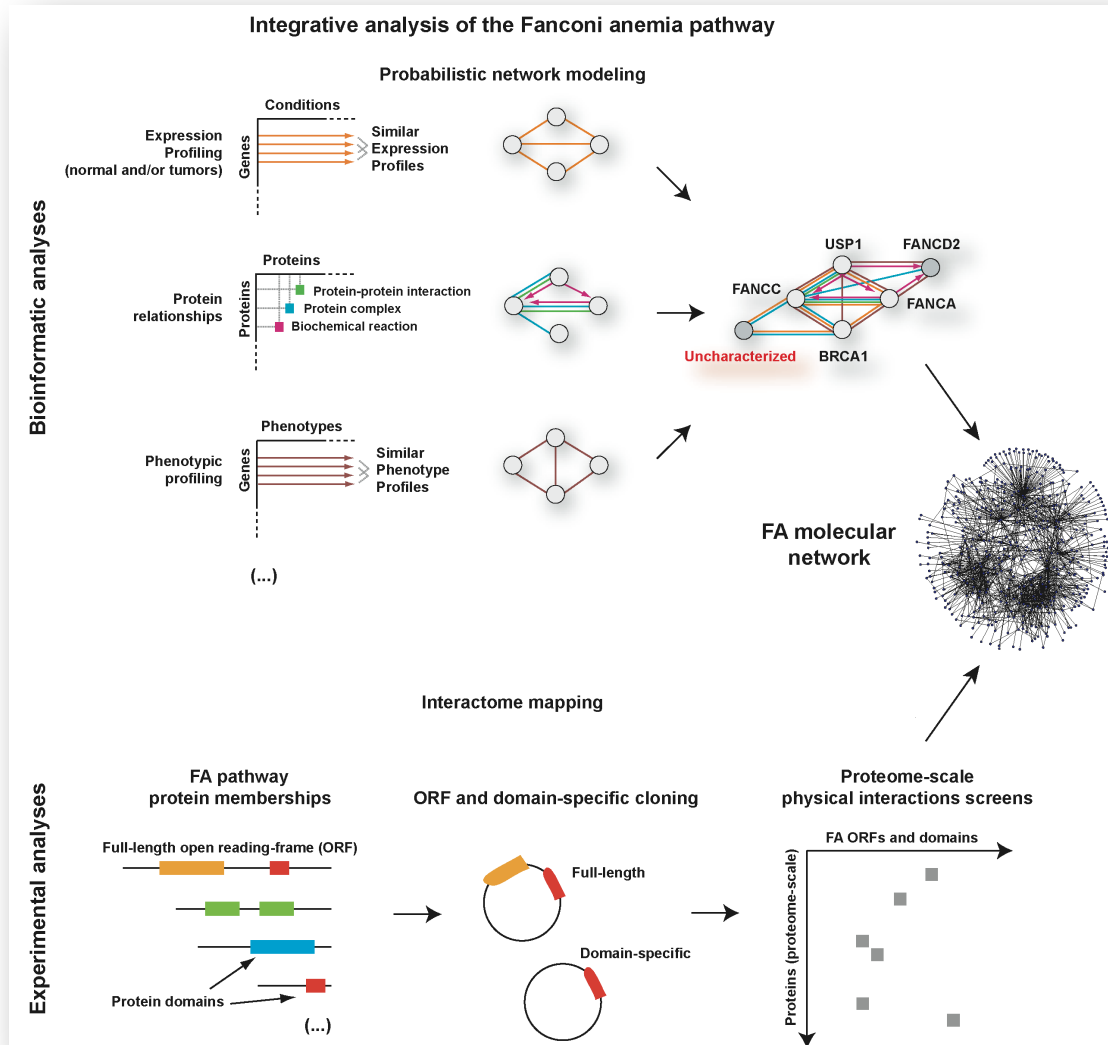 Integrative analysis of the Fanconi anemia pathway
Probabilistic network modeling
Bioinformatic analyses
Expression
Profiling
(normal and/or tumors)
Conditions
Genes
Similar
Expression
Profiles
Protein
relationships
Proteins
Proteins
Protein-protein interaction
Protein complex
Biochemical reaction
Phenotypic
profiling
Phenotypes
Genes
Similar
Phenotype
Profiles
(...)
USP1
FANCD2
FANCC
FANCA
Uncharacterized
BRCA1
FA molecular
network
Interactome mapping
Experimental analyses
FA pathway
protein memberships
Full-length open reading-frame (ORF)
Protein domains
(...)
ORF and domain-specific cloning
Full-length
Domain-specific
Proteome-scale
physical interactions screens
FA ORFs and domains
Proteins (proteome-scale)